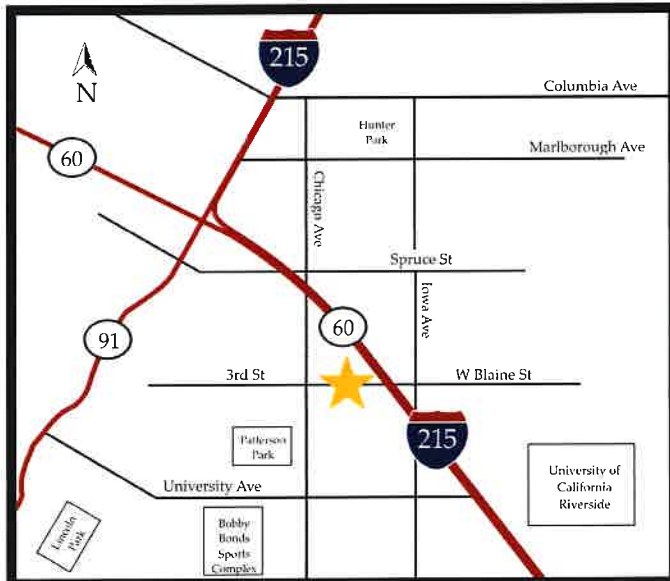 215
N
Columbia Ave
Hunter
Park
60
Marlborough Ave
Chicago Ave
Spruce St
Iowa Ave
60
91
3rd St
W Blaine St
Patterson
Park
215
University Ave
University of
California
Riverside
Lincoln
Park
Bobby
Bonds
Sports
Complex